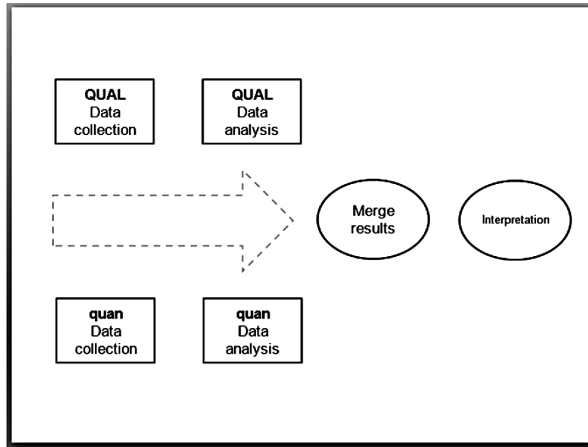 QUAL
Data
collection
QUAL
Data
analysis
Merge
results
Interpretation
quan
Data
collection
quan
Data
analysis